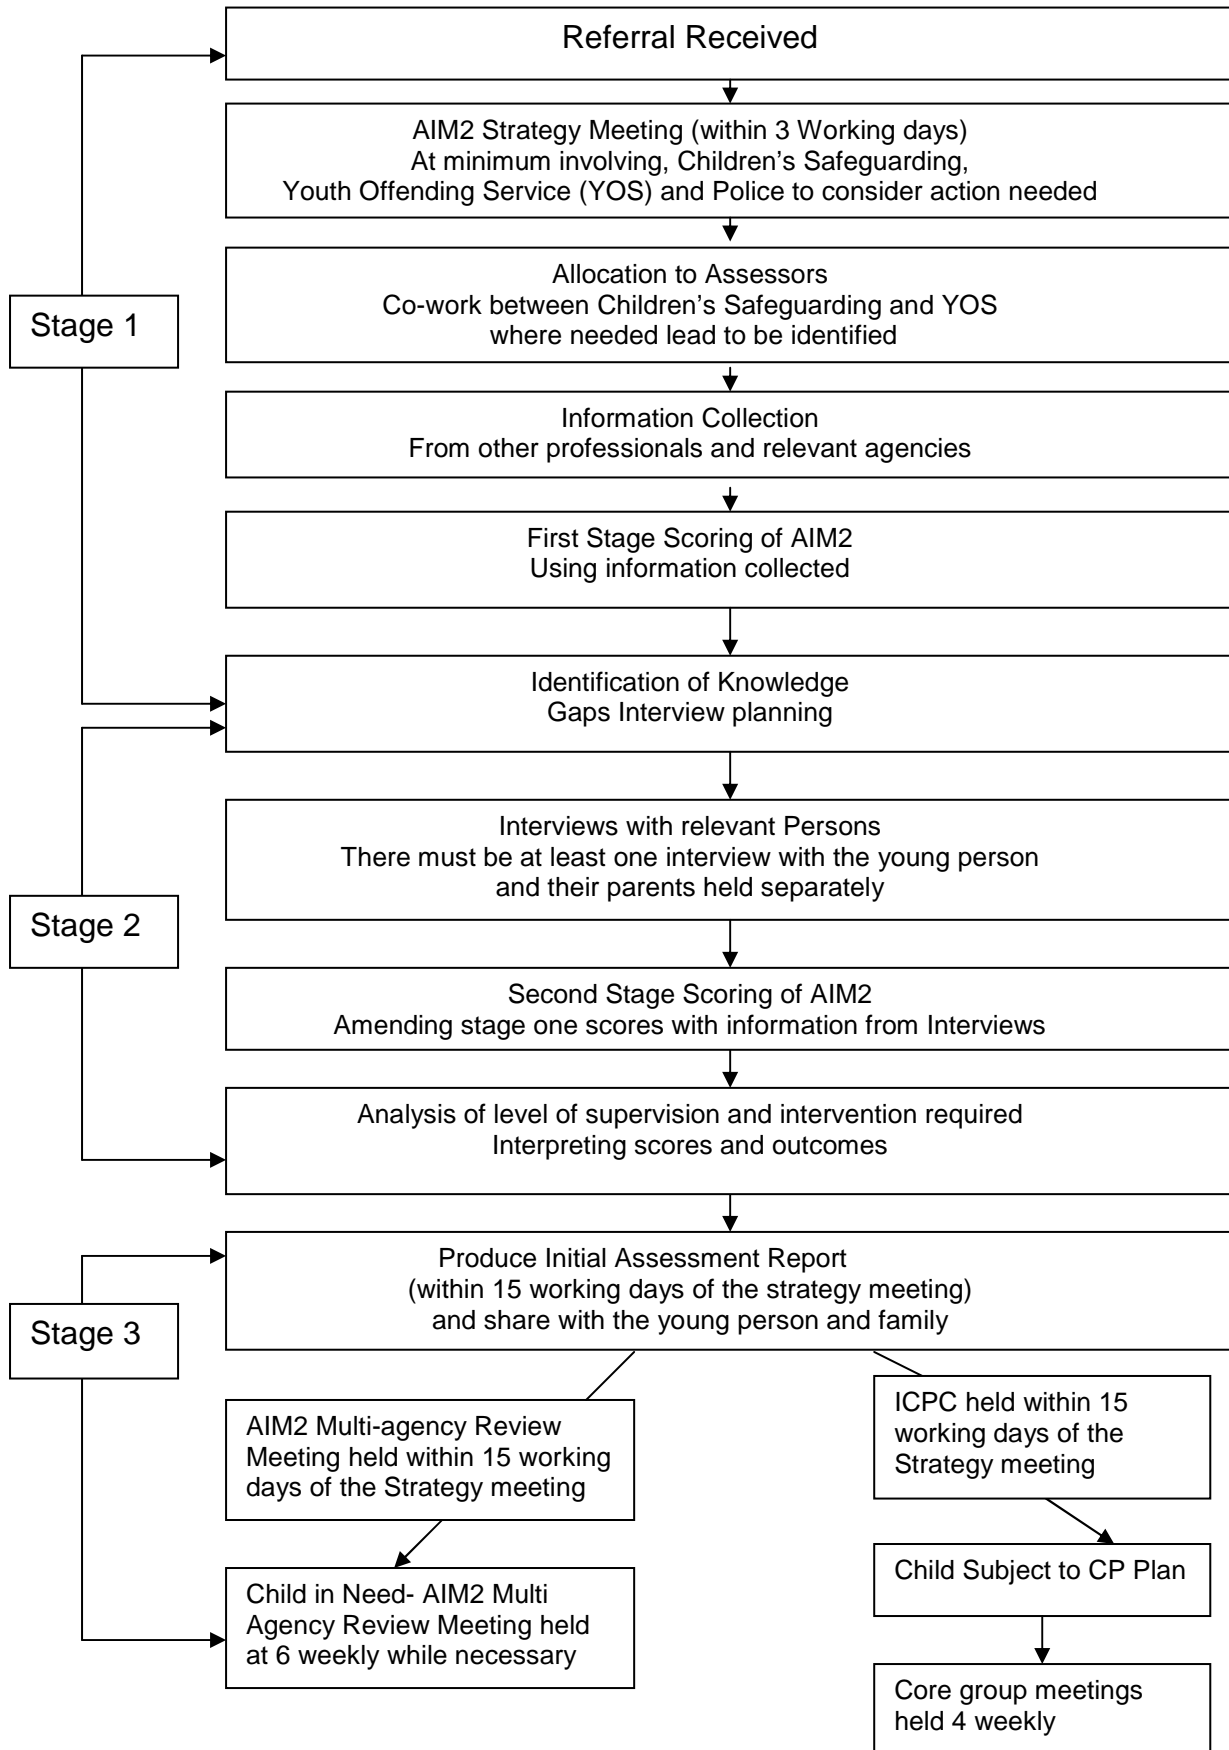 Referral Received
AIM2 Strategy Meeting (within 3 Working days)
At minimum involving, Children's Safeguarding,
Youth Offending Service (YOS) and Police to consider action needed
Allocation to Assessors
Co-work between Children's Safeguarding and YOS
where needed lead to be identified
Stage 1
Information Collection
From other professionals and relevant agencies
First Stage Scoring of AIM2
Using information collected
Identification of Knowledge
Gaps Interview planning
Interviews with relevant Persons
There must be at least one interview with the young person
and their parents held separately
Stage 2
Second Stage Scoring of AIM2
Amending stage one scores with information from Interviews
Analysis of level of supervision and intervention required
Interpreting scores and outcomes
Produce Initial Assessment Report
(within 15 working days of the strategy meeting)
and share with the young person and family
Stage 3
AIM2 Multi-agency Review
Meeting held within 15 working
days of the Strategy meeting
ICPC held within 15
working days of the
Strategy meeting
Child in Need- AIM2 Multi
Agency Review Meeting held
at 6 weekly while necessary
Child Subject to CP Plan
Core group meetings
held 4 weekly